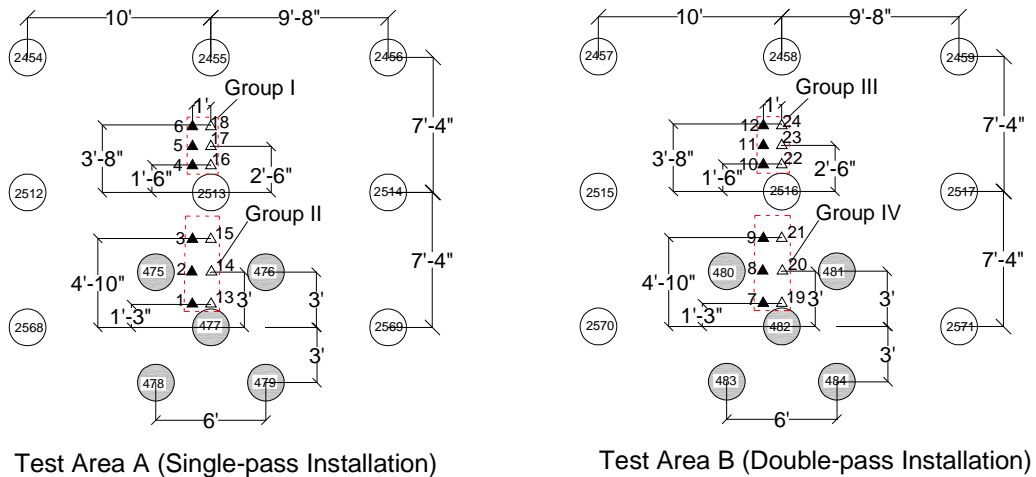 10' 9'-8" 10' 9'-8"
2454 2455 2456 2457 2458 2459
Group I Group III
1' 1'
6 18 12 24
5 17 11 23
4 16 10 22
3'-8" 1'-6" 2'-6" 7'-4" 3'-8" 1'-6" 2'-6" 7'-4"
2512 2513 2514 2515 2516 2517
Group II Group IV
3 15 9 21
475 2 14 476 480 8 20 481
4'-10" 7'-4" 4'-10" 7'-4"
1 13 7 19
1'-3" 3' 3' 1'-3" 3' 3'
2568 477 2569 2570 482 2571
3' 3'
478 479 483 484
6' 6'
Test Area A (Single-pass Installation) Test Area B (Double-pass Installation)